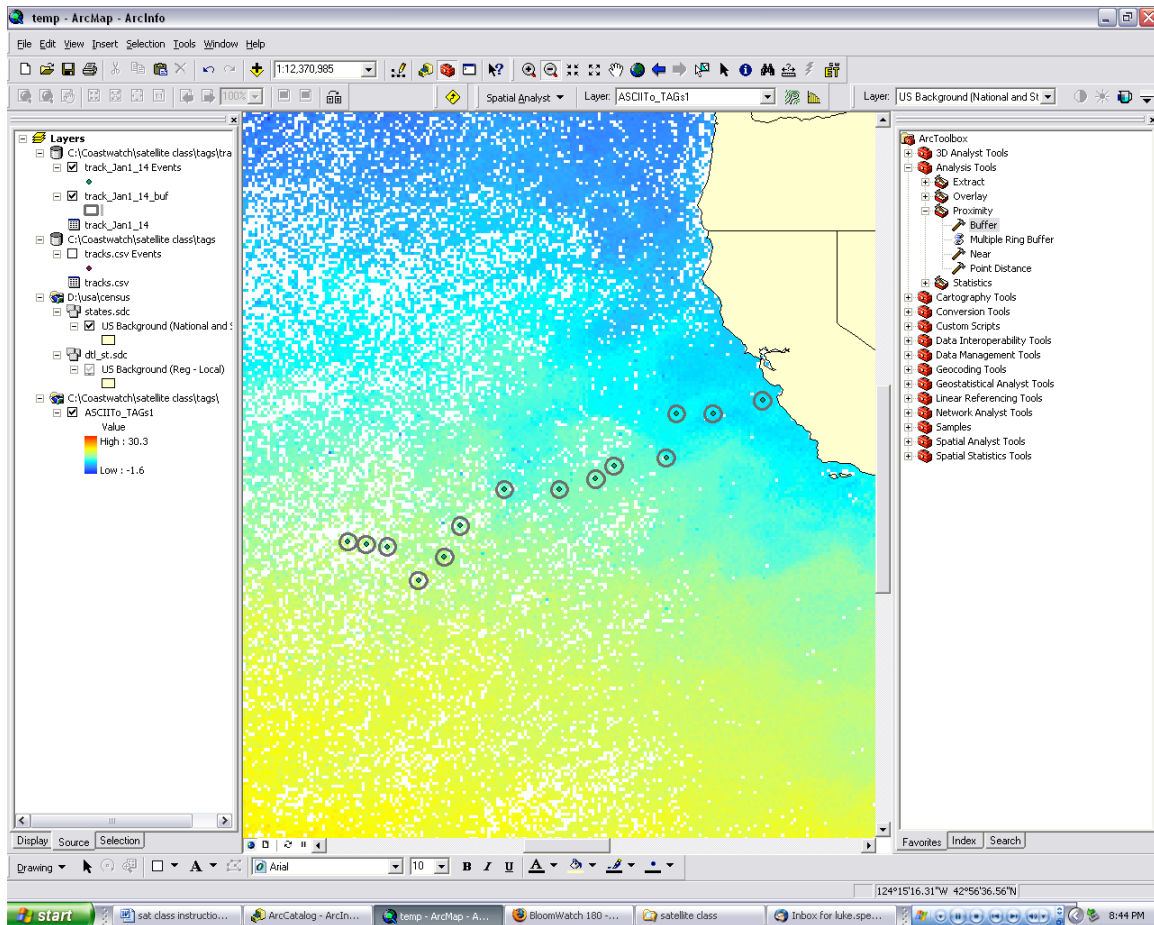 temp - ArcMap - ArcInfo
File Edit View Insert Selection Tools Window Help
1:12,370,985
100%
Spatial Analyst
Layer: ASCIITo_TAGs1
Layer: US Background (National and St
Layers
C:\Coastwatch\satellite class\tags\tra
track_Jan1_14 Events
track_Jan1_14_buf
track_Jan1_14
C:\Coastwatch\satellite class\tags
tracks.csv Events
tracks.csv
D:\usa\census
states.sdc
US Background (National and S
dtl_st.sdc
US Background (Reg - Local)
C:\Coastwatch\satellite class\tags\
ASCIITo_TAGs1
Value
High : 30.3
Low : -1.6
Display Source Selection
ArcToolbox
3D Analyst Tools
Analysis Tools
Extract
Overlay
Proximity
Buffer
Multiple Ring Buffer
Near
Point Distance
Statistics
Cartography Tools
Conversion Tools
Custom Scripts
Data Interoperability Tools
Data Management Tools
Geocoding Tools
Geostatistical Analyst Tools
Linear Referencing Tools
Network Analyst Tools
Samples
Spatial Analyst Tools
Spatial Statistics Tools
Favorites Index Search
Drawing A Arial 10 B I U A
124°15'16.31"W 42°56'36.56"N
start
sat class instructio...
ArcCatalog - ArcIn...
temp - ArcMap - A...
BloomWatch 180 -...
satellite class
Inbox for luke.spe...
8:44 PM